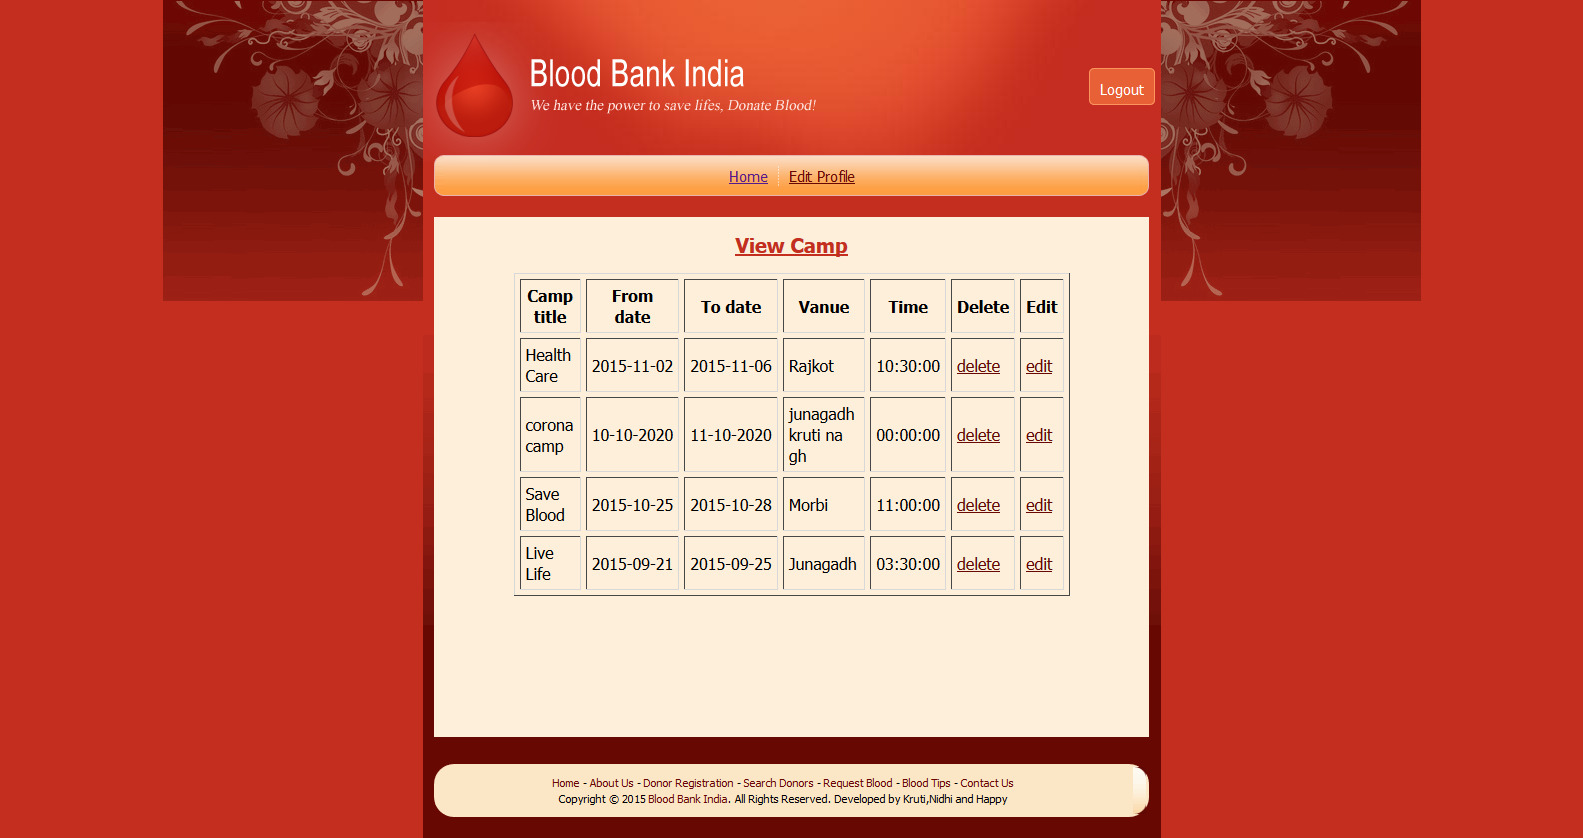 Blood Bank India
We have the power to save lifes, Donate Blood!
Logout
Home
Edit Profile
View Camp
Camp title
From date
To date
Vanue
Time
Delete
Edit
Health Care
2015-11-02
2015-11-06
Rajkot
10:30:00
delete
edit
corona camp
10-10-2020
11-10-2020
junagadh kruti na gh
00:00:00
delete
edit
Save Blood
2015-10-25
2015-10-28
Morbi
11:00:00
delete
edit
Live Life
2015-09-21
2015-09-25
Junagadh
03:30:00
delete
edit
Home - About Us - Donor Registration - Search Donors - Request Blood - Blood Tips - Contact Us
Copyright © 2015 Blood Bank India. All Rights Reserved. Developed by Kruti,Nidhi and Happy